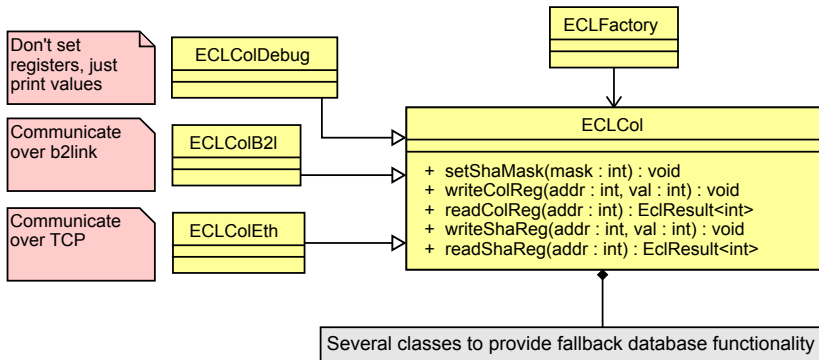 Don't set
registers, just
print values
ECLColDebug
ECLFactory
Communicate
over b2link
ECLColB2l
Communicate
over TCP
ECLColEth
ECLCol
+ setShaMask(mask : int) : void
+ writeColReg(addr : int, val : int) : void
+ readColReg(addr : int) : EclResult<int>
+ writeShaReg(addr : int, val : int) : void
+ readShaReg(addr : int) : EclResult<int>
Several classes to provide fallback database functionality